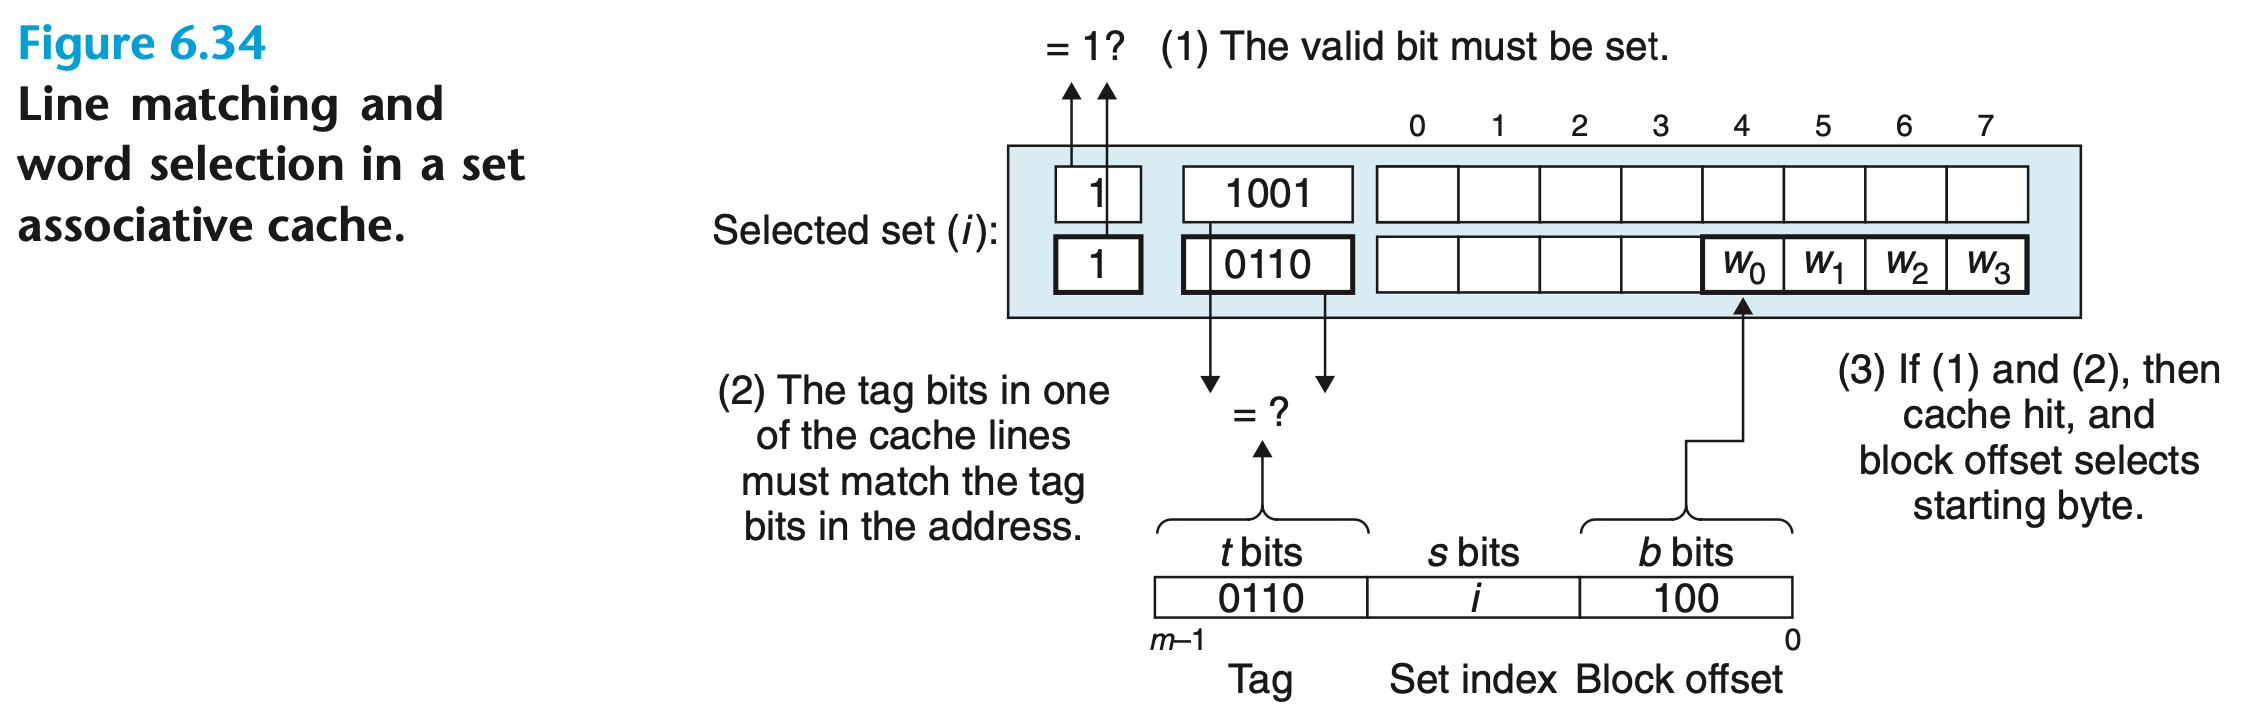 Figure 6.34
Line matching and
word selection in a set
associative cache.
= 1? (1) The valid bit must be set.
0 1 2 3 4 5 6 7
1 1001
Selected set (i):
1 0110 w0 w1 w2 w3
(2) The tag bits in one
of the cache lines
must match the tag
bits in the address.
= ?
(3) If (1) and (2), then
cache hit, and
block offset selects
starting byte.
t bits s bits b bits
0110 i 100
m–1 0
Tag Set index Block offset